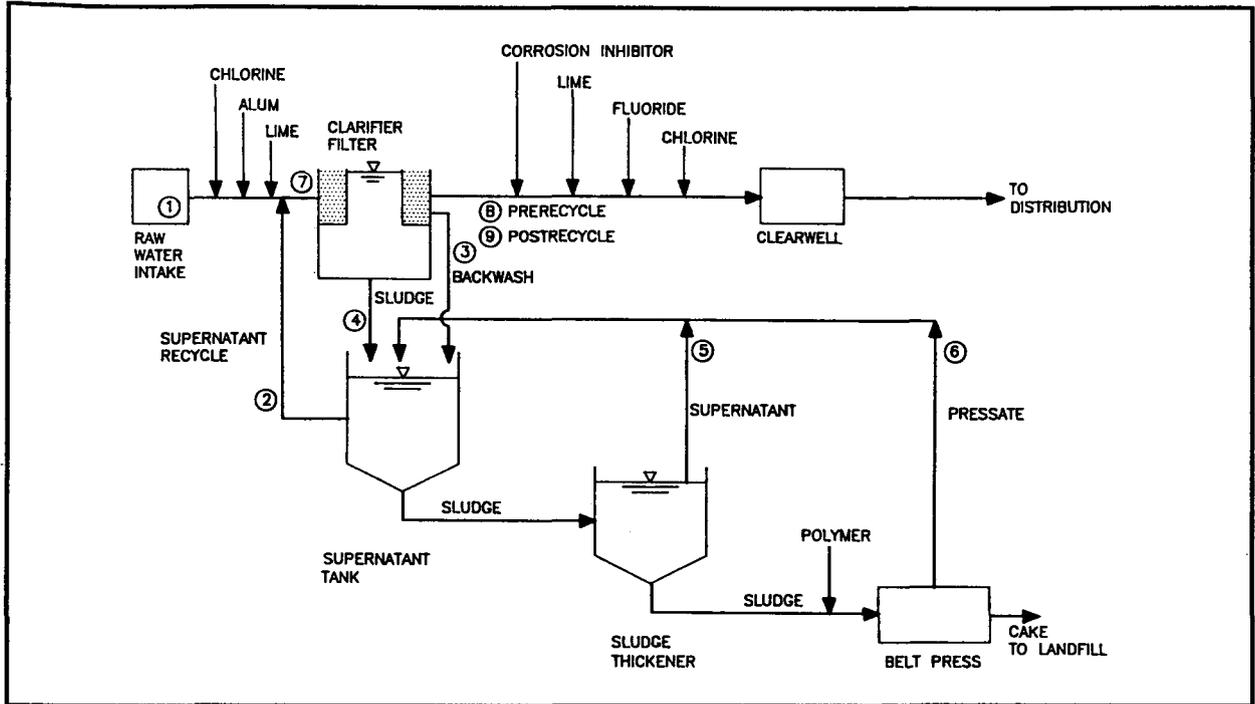 CORROSION INHIBITOR
CHLORINE
LIME
ALUM
FLUORIDE
LIME
CLARIFIER
FILTER
CHLORINE
7
1
8 PRERECYCLE
9 POSTRECYCLE
TO
DISTRIBUTION
RAW
WATER
INTAKE
CLEARWELL
3
BACKWASH
SLUDGE
4
SUPERNATANT
RECYCLE
5
6
2
SUPERNATANT
PRESSATE
SLUDGE
POLYMER
SUPERNATANT
TANK
SLUDGE
SLUDGE
THICKENER
BELT PRESS
CAKE
TO LANDFILL